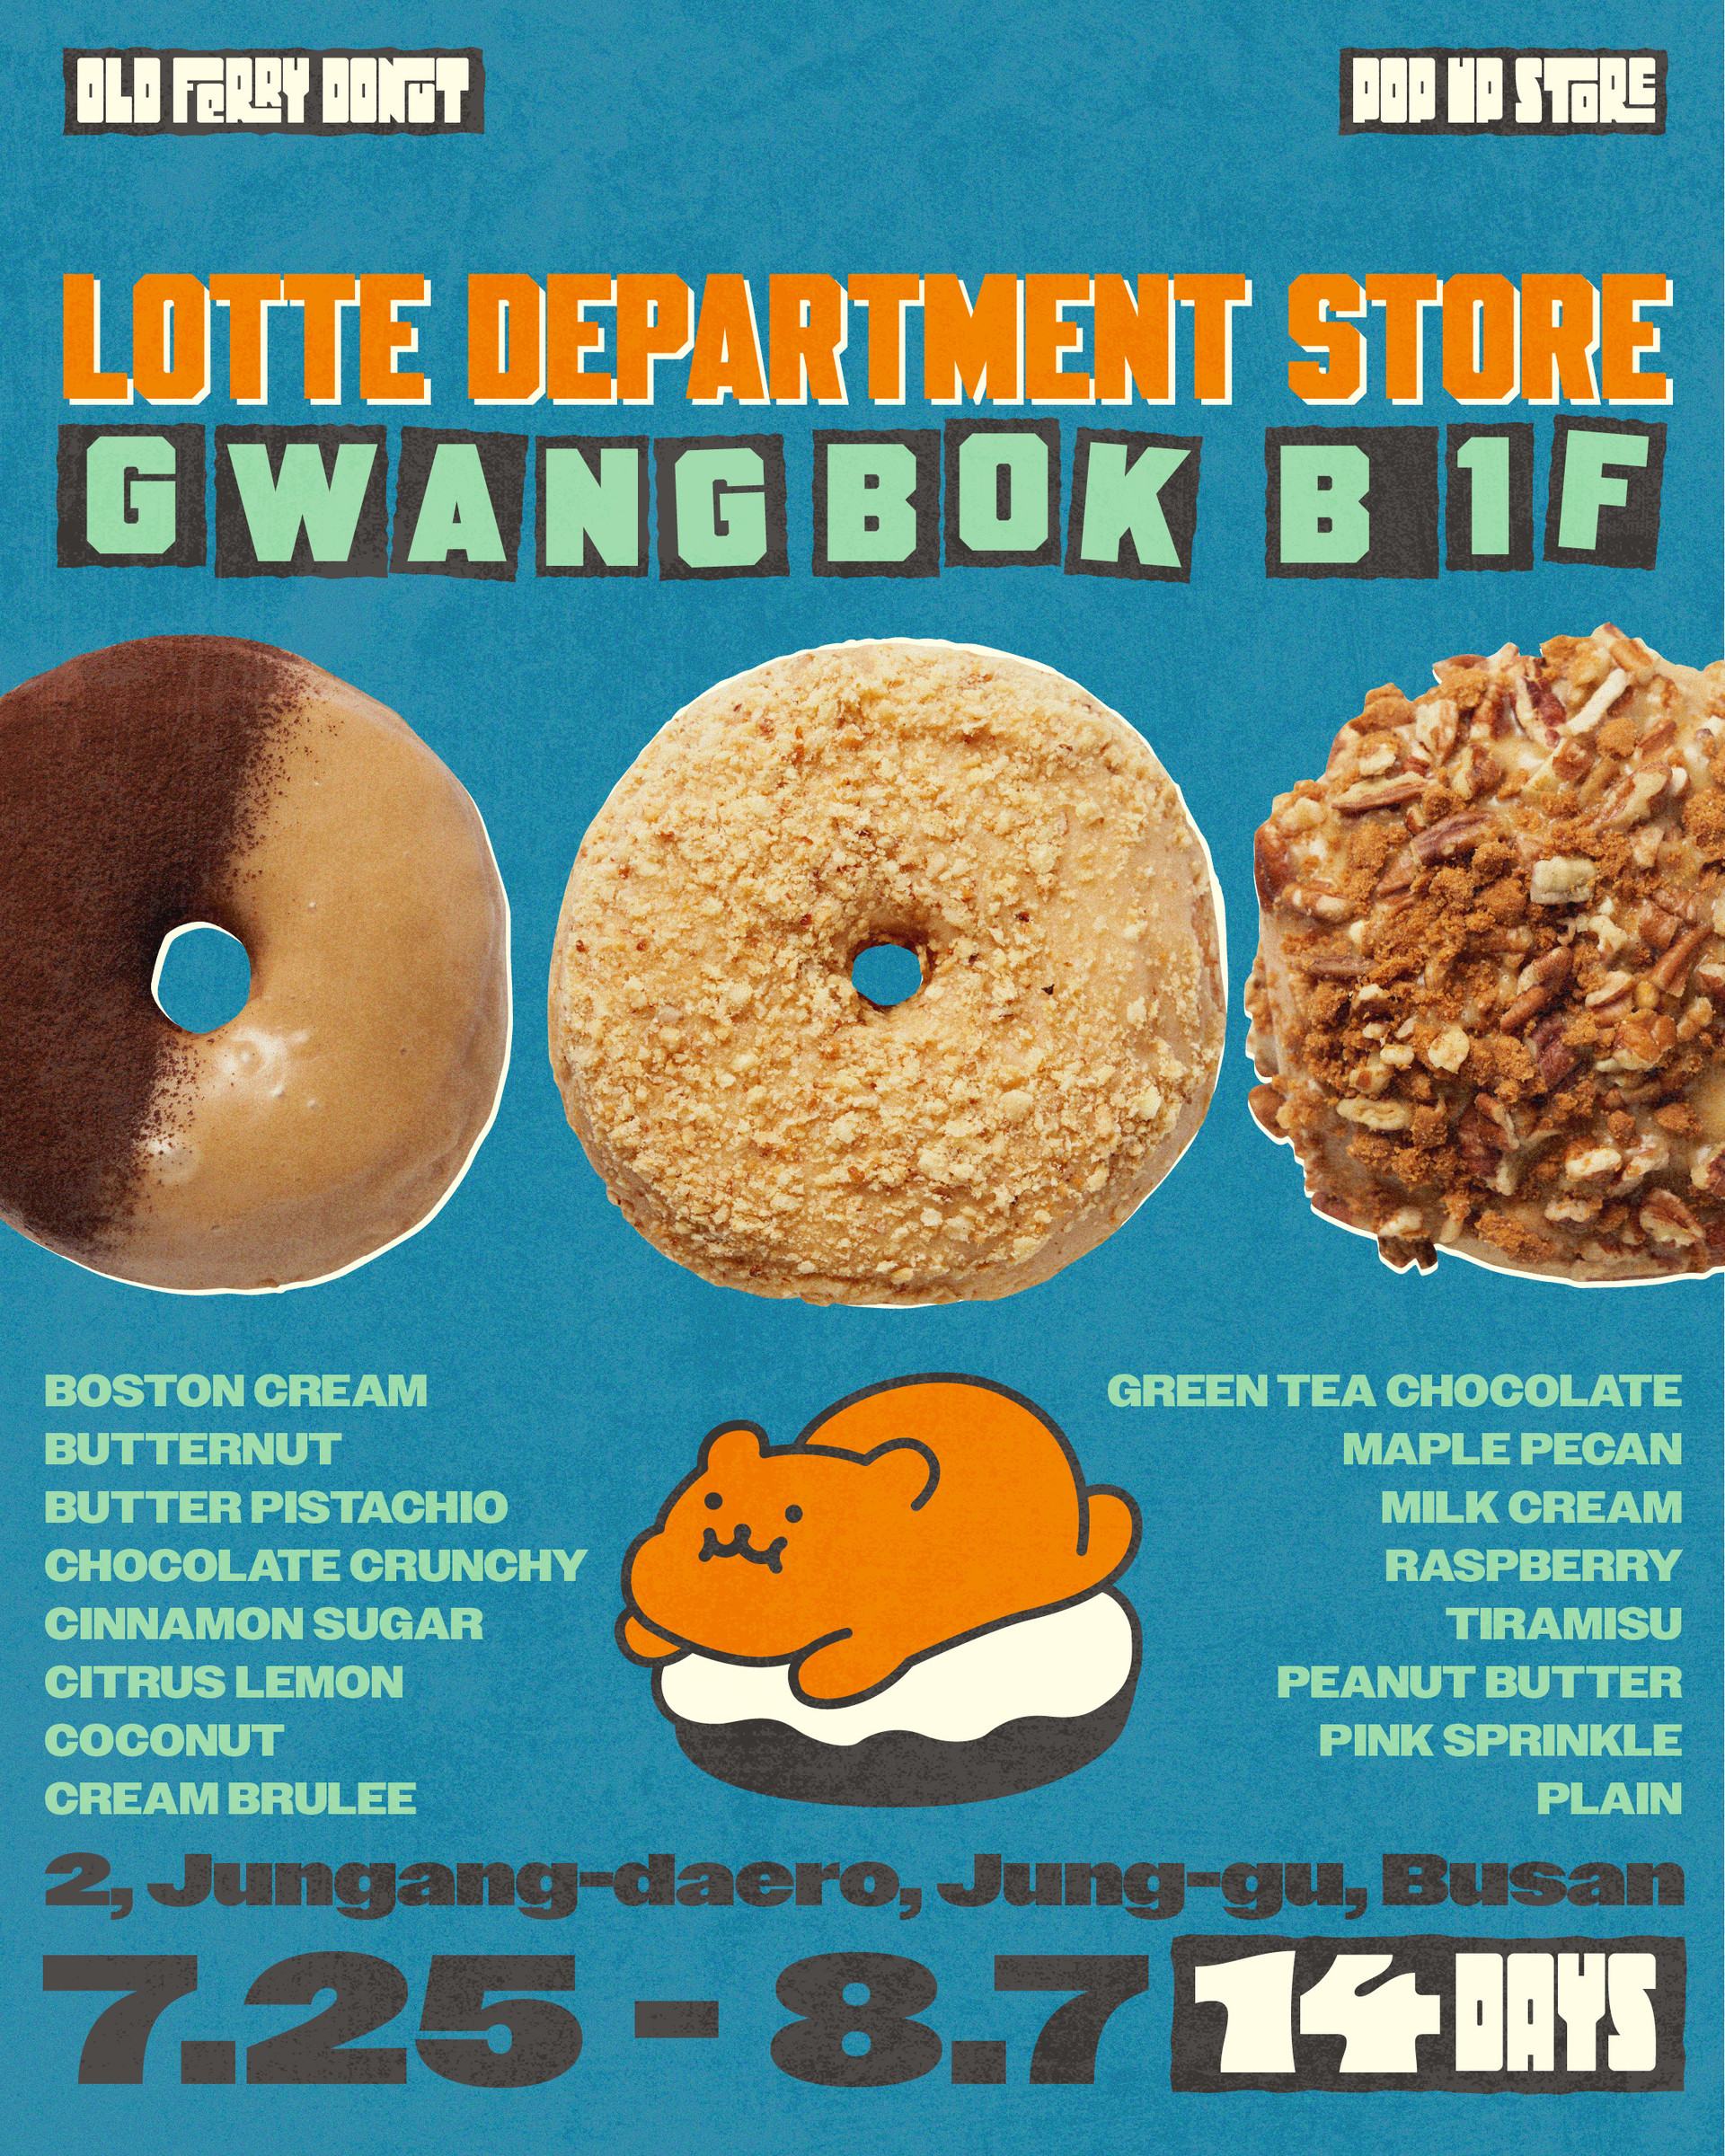 OLD FeRRY DONuT
POP UP SToRE
LOTTE DEPARTMENT STORE
GWANGBOK B1F
BOSTON CREAM
BUTTERNUT
BUTTER PISTACHIO
CHOCOLATE CRUNCHY
CINNAMON SUGAR
CITRUS LEMON
COCONUT
CREAM BRULEE
GREEN TEA CHOCOLATE
MAPLE PECAN
MILK CREAM
RASPBERRY
TIRAMISU
PEANUT BUTTER
PINK SPRINKLE
PLAIN
2, Jungang-daero, Jung-gu, Busan
7.25 - 8.7 14 DAYS